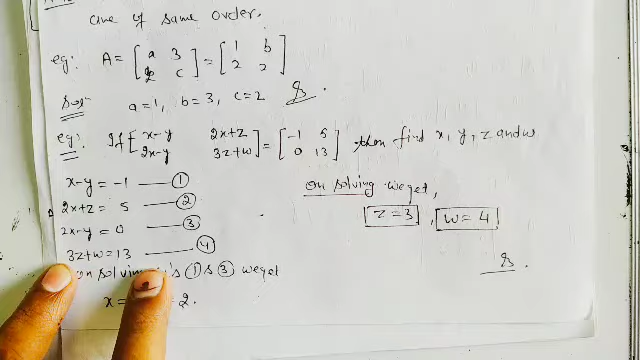 are of same order.
eg: A = [a 3 2 c] = [1 b 2 2]
Sol: a=1, b=3, c=2
eg: If [x-y 2x+z 2x-y 3z+w] = [-1 5 0 13] then find x, y, z and w
x-y = -1 —— ①
2x+z = 5 —— ②
2x-y = 0 —— ③
3z+w = 13 —— ④
on solving ① & ③ we get
x = = 2.
on solving we get,
z = 3, w = 4